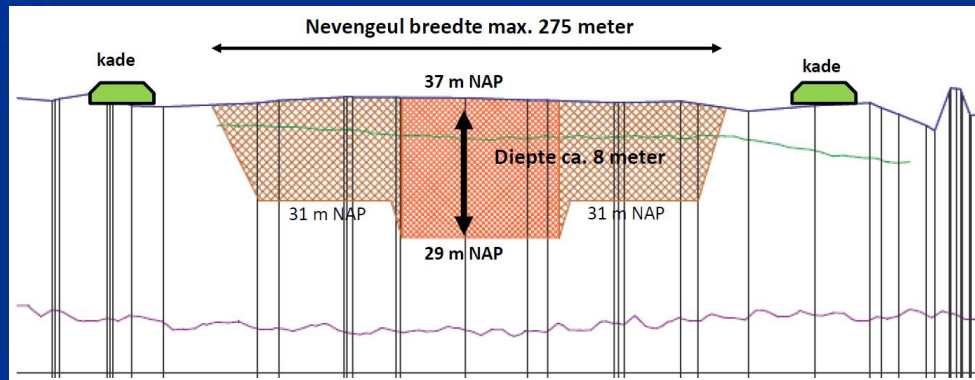 Nevengeul breedte max. 275 meter
kade
kade
37 m NAP
Diepte ca. 8 meter
31 m NAP
31 m NAP
29 m NAP